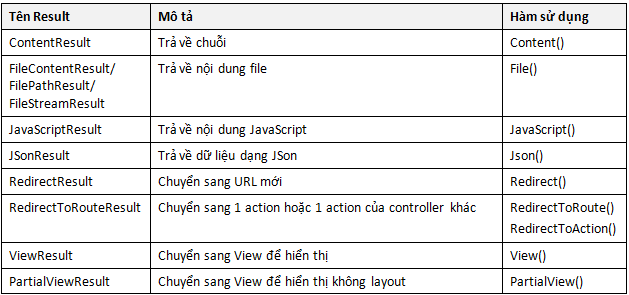 Tên Result Mô tả Hàm sử dụng
ContentResult Trả về chuỗi Content()
FileContentResult/ Trả về nội dung file File()
FilePathResult/
FileStreamResult
JavaScriptResult Trả về nội dung JavaScript JavaScript()
JSonResult Trả về dữ liệu dạng JSon Json()
RedirectResult Chuyển sang URL mới Redirect()
RedirectToRouteResult Chuyển sang 1 action hoặc 1 action của controller khác RedirectToRoute()
RedirectToAction()
ViewResult Chuyển sang View để hiển thị View()
PartialViewResult Chuyển sang View để hiển thị không layout PartialView()